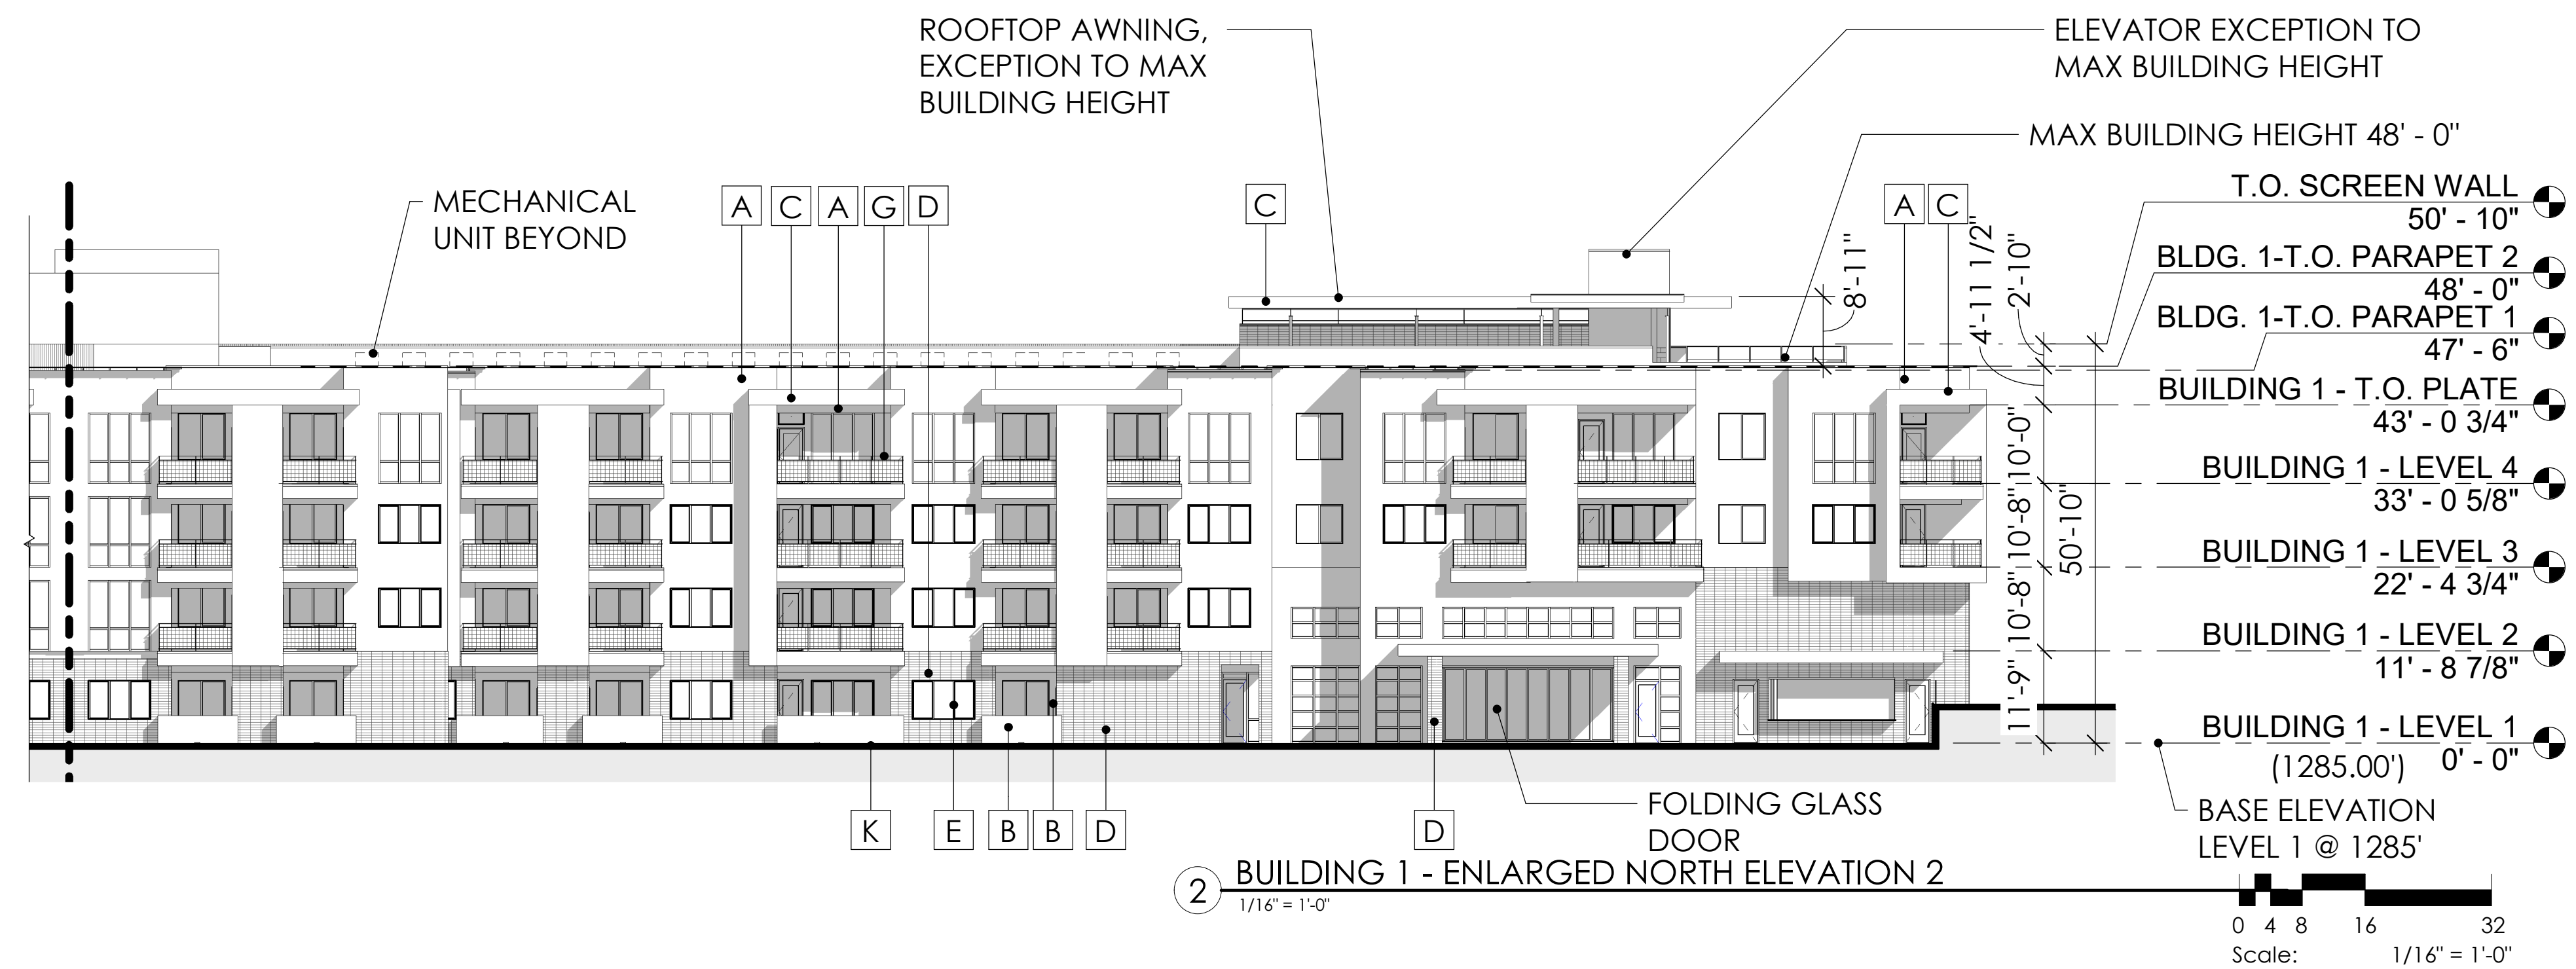 ROOFTOP AWNING,
EXCEPTION TO MAX
BUILDING HEIGHT
ELEVATOR EXCEPTION TO
MAX BUILDING HEIGHT
MAX BUILDING HEIGHT 48' - 0"
MECHANICAL
UNIT BEYOND
A C A G D
C
A C
8'-11"
4'-11 1/2"
2'-10"
T.O. SCREEN WALL
50' - 10"
BLDG. 1-T.O. PARAPET 2
48' - 0"
BLDG. 1-T.O. PARAPET 1
47' - 6"
BUILDING 1 - T.O. PLATE
43' - 0 3/4"
BUILDING 1 - LEVEL 4
33' - 0 5/8"
BUILDING 1 - LEVEL 3
22' - 4 3/4"
BUILDING 1 - LEVEL 2
11' - 8 7/8"
BUILDING 1 - LEVEL 1
(1285.00') 0' - 0"
10'-0"
10'-8"
10'-8"
11'-9"
50'-10"
BASE ELEVATION
LEVEL 1 @ 1285'
K E B B D
D
FOLDING GLASS
DOOR
2 BUILDING 1 - ENLARGED NORTH ELEVATION 2
1/16" = 1'-0"
0 4 8 16 32
Scale: 1/16" = 1'-0"